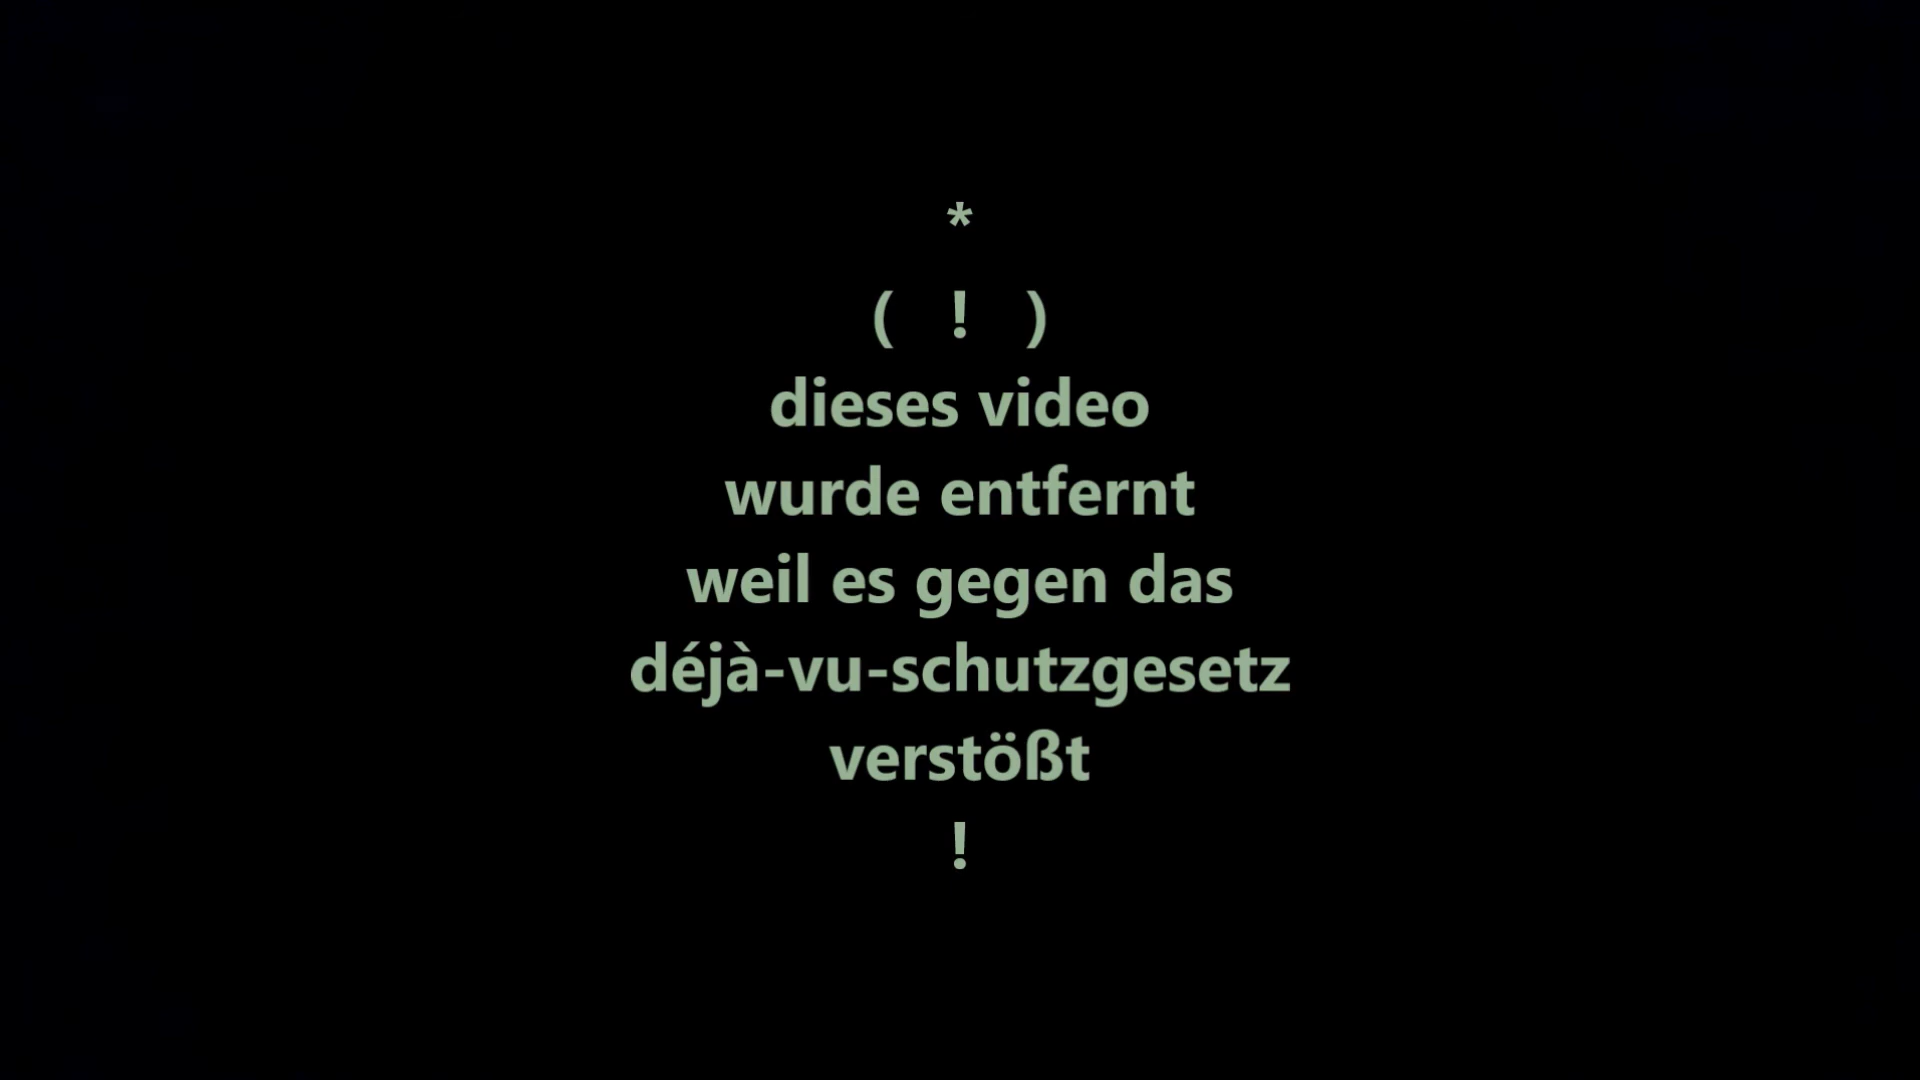 *
( ! )
dieses video
wurde entfernt
weil es gegen das
déjà-vu-schutzgesetz
verstößt
!